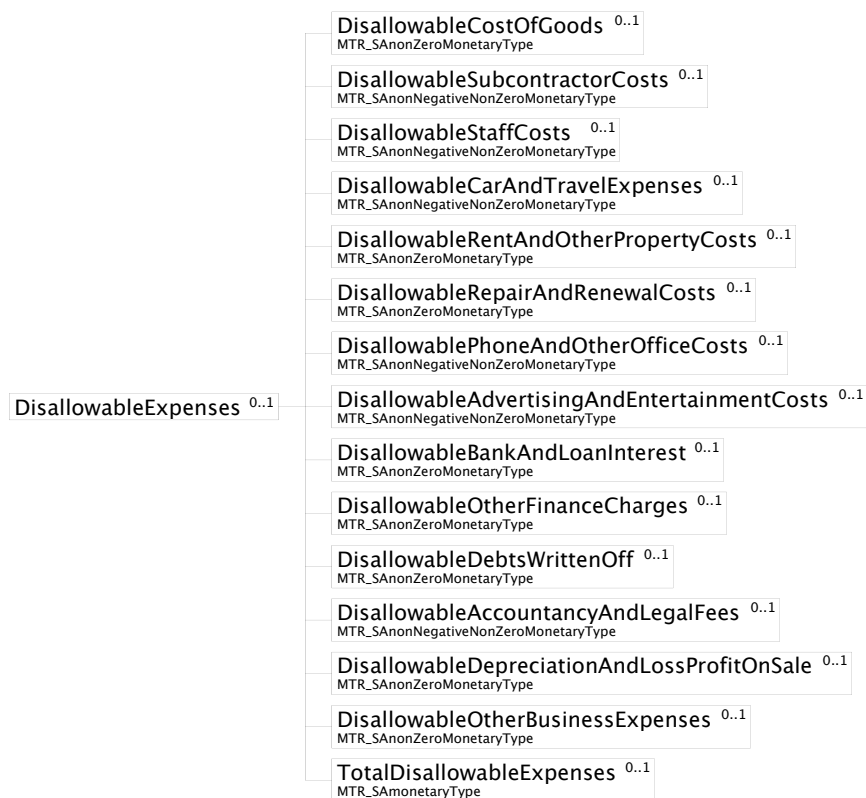 DisallowableCostOfGoods 0..1
MTR_SAnonZeroMonetaryType
DisallowableSubcontractorCosts 0..1
MTR_SAnonNegativeNonZeroMonetaryType
DisallowableStaffCosts 0..1
MTR_SAnonNegativeNonZeroMonetaryType
DisallowableCarAndTravelExpenses 0..1
MTR_SAnonNegativeNonZeroMonetaryType
DisallowableRentAndOtherPropertyCosts 0..1
MTR_SAnonZeroMonetaryType
DisallowableRepairAndRenewalCosts 0..1
MTR_SAnonZeroMonetaryType
DisallowablePhoneAndOtherOfficeCosts 0..1
MTR_SAnonNegativeNonZeroMonetaryType
DisallowableExpenses 0..1
DisallowableAdvertisingAndEntertainmentCosts 0..1
MTR_SAnonNegativeNonZeroMonetaryType
DisallowableBankAndLoanInterest 0..1
MTR_SAnonZeroMonetaryType
DisallowableOtherFinanceCharges 0..1
MTR_SAnonZeroMonetaryType
DisallowableDebtsWrittenOff 0..1
MTR_SAnonZeroMonetaryType
DisallowableAccountancyAndLegalFees 0..1
MTR_SAnonNegativeNonZeroMonetaryType
DisallowableDepreciationAndLossProfitOnSale 0..1
MTR_SAnonZeroMonetaryType
DisallowableOtherBusinessExpenses 0..1
MTR_SAnonZeroMonetaryType
TotalDisallowableExpenses 0..1
MTR_SAmonetaryType